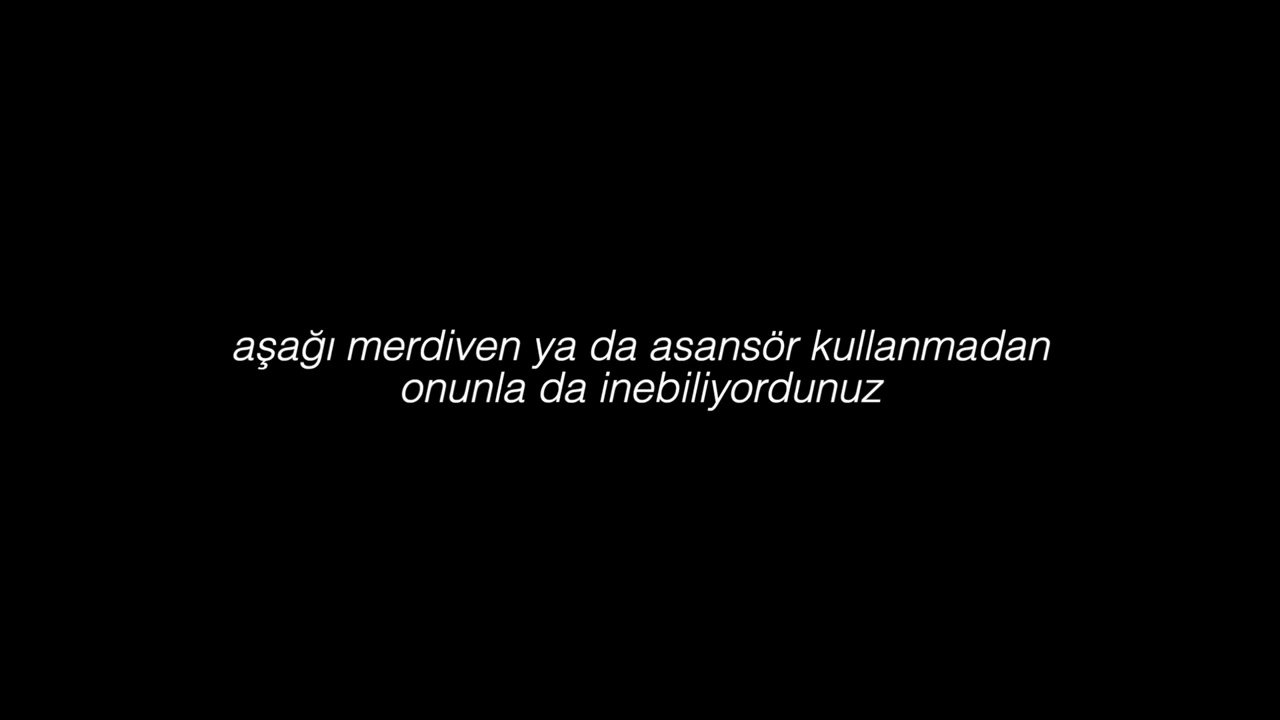 aşağı merdiven ya da asansör kullanmadan
onunla da inebiliyordunuz